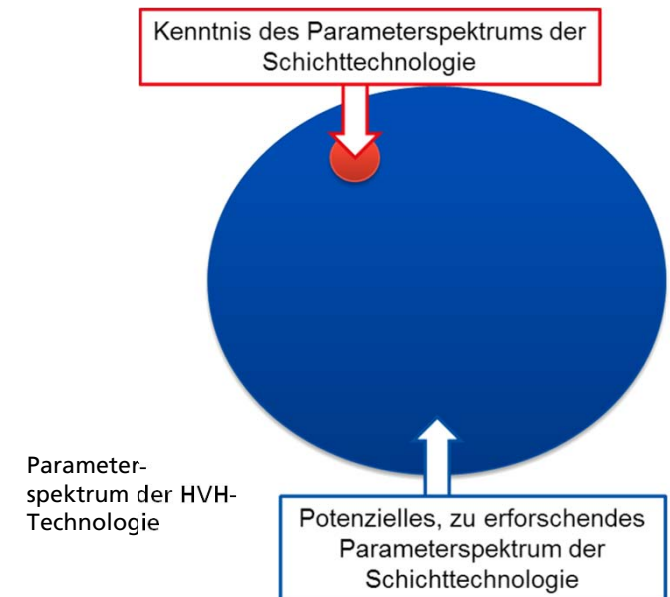 Kenntnis des Parameterspektrums der
Schichttechnologie
Parameter-
spektrum der HVH-
Technologie
Potenzielles, zu erforschendes
Parameterspektrum der
Schichttechnologie